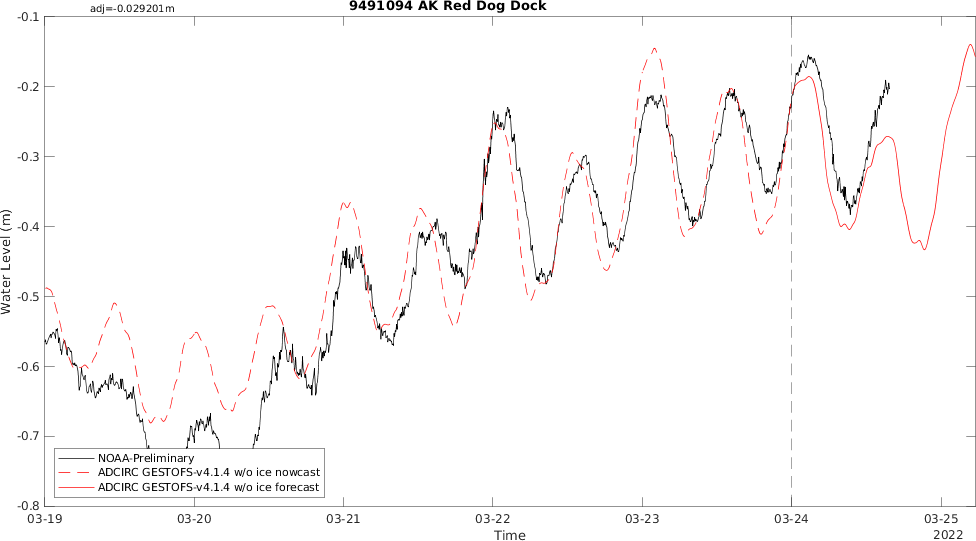 adj=-0.029201m
9491094 AK Red Dog Dock
-0.1
-0.2
-0.3
-0.4
-0.5
-0.6
-0.7
-0.8
Water Level (m)
NOAA-Preliminary
ADCIRC GESTOFS-v4.1.4 w/o ice nowcast
ADCIRC GESTOFS-v4.1.4 w/o ice forecast
03-19 03-20 03-21 03-22 03-23 03-24 03-25
Time
2022